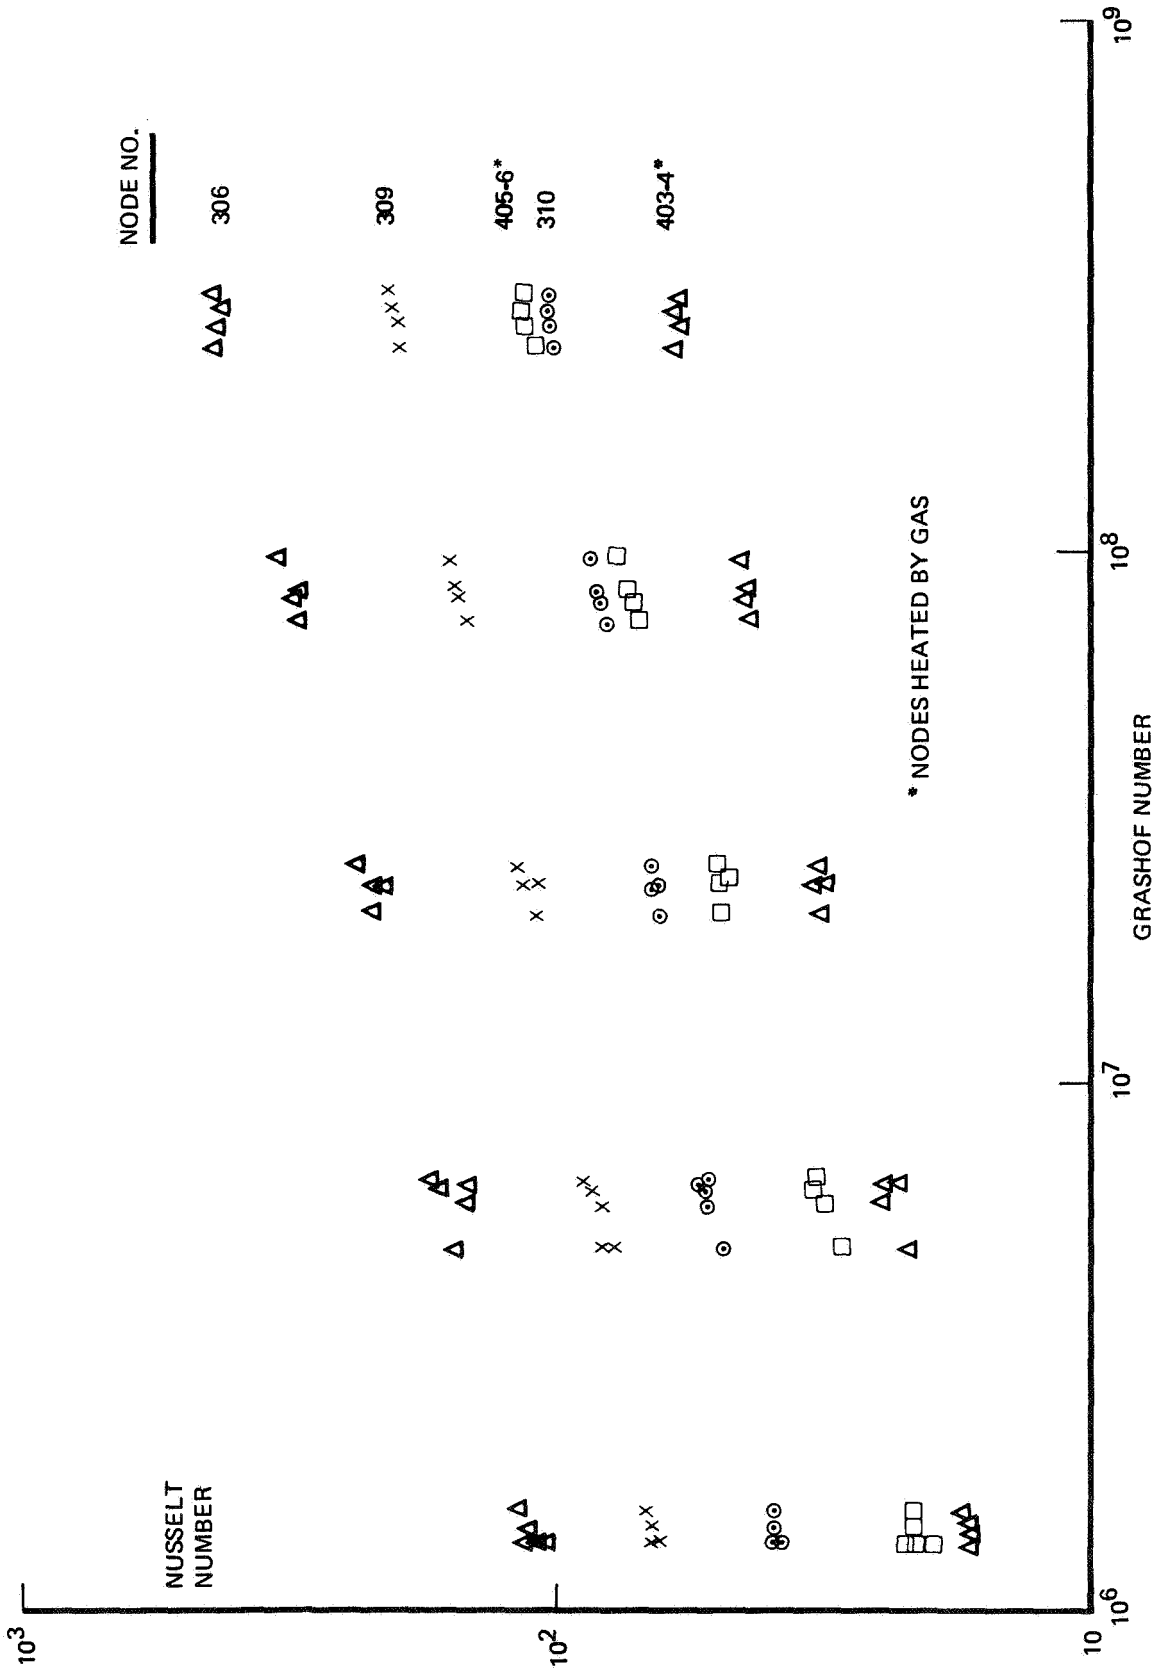 10³
NUSSELT
NUMBER
NODE NO.
306
309
405-6*
310
403-4*
10²
* NODES HEATED BY GAS
10
10⁶
10⁷
10⁸
10⁹
GRASHOF NUMBER